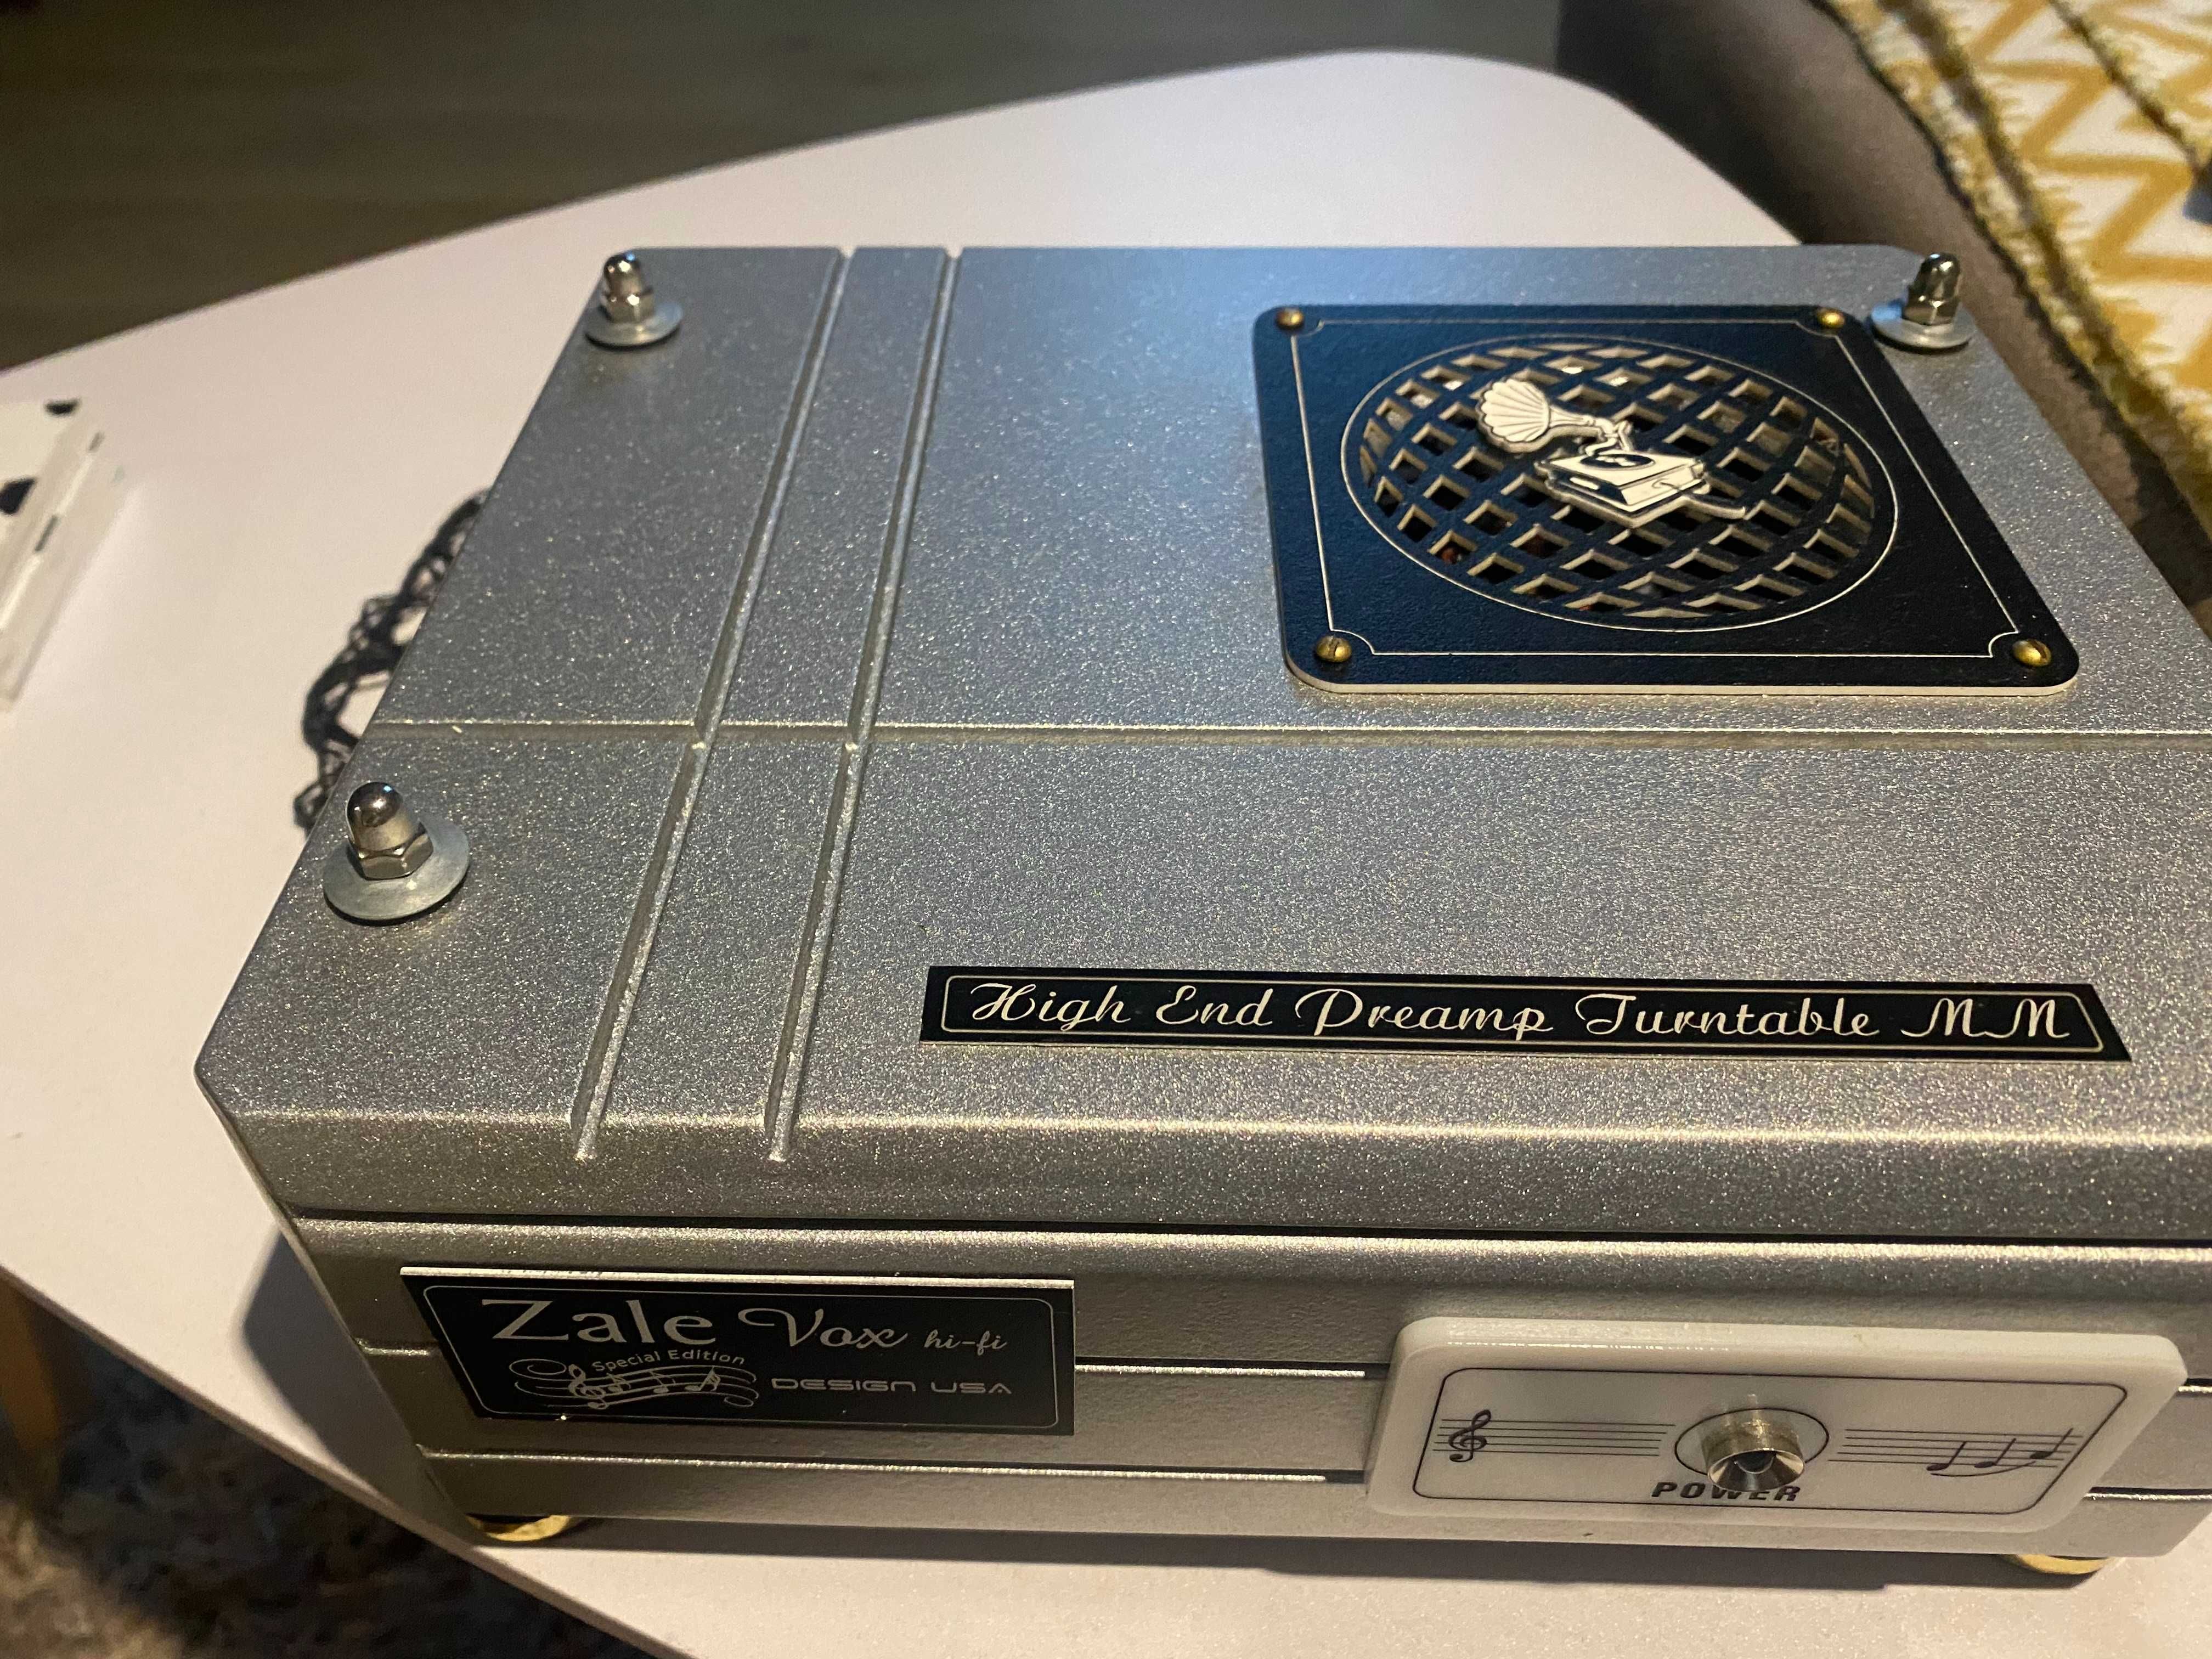 High End Preamp Turntable MM
Zale Vox hi-fi
Special Edition
DESIGN USA
POWER